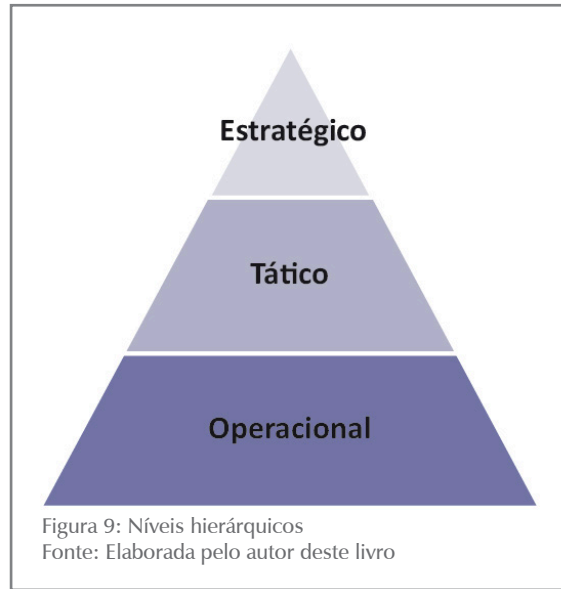 Estratégico
Tático
Operacional
Figura 9: Níveis hierárquicos
Fonte: Elaborada pelo autor deste livro